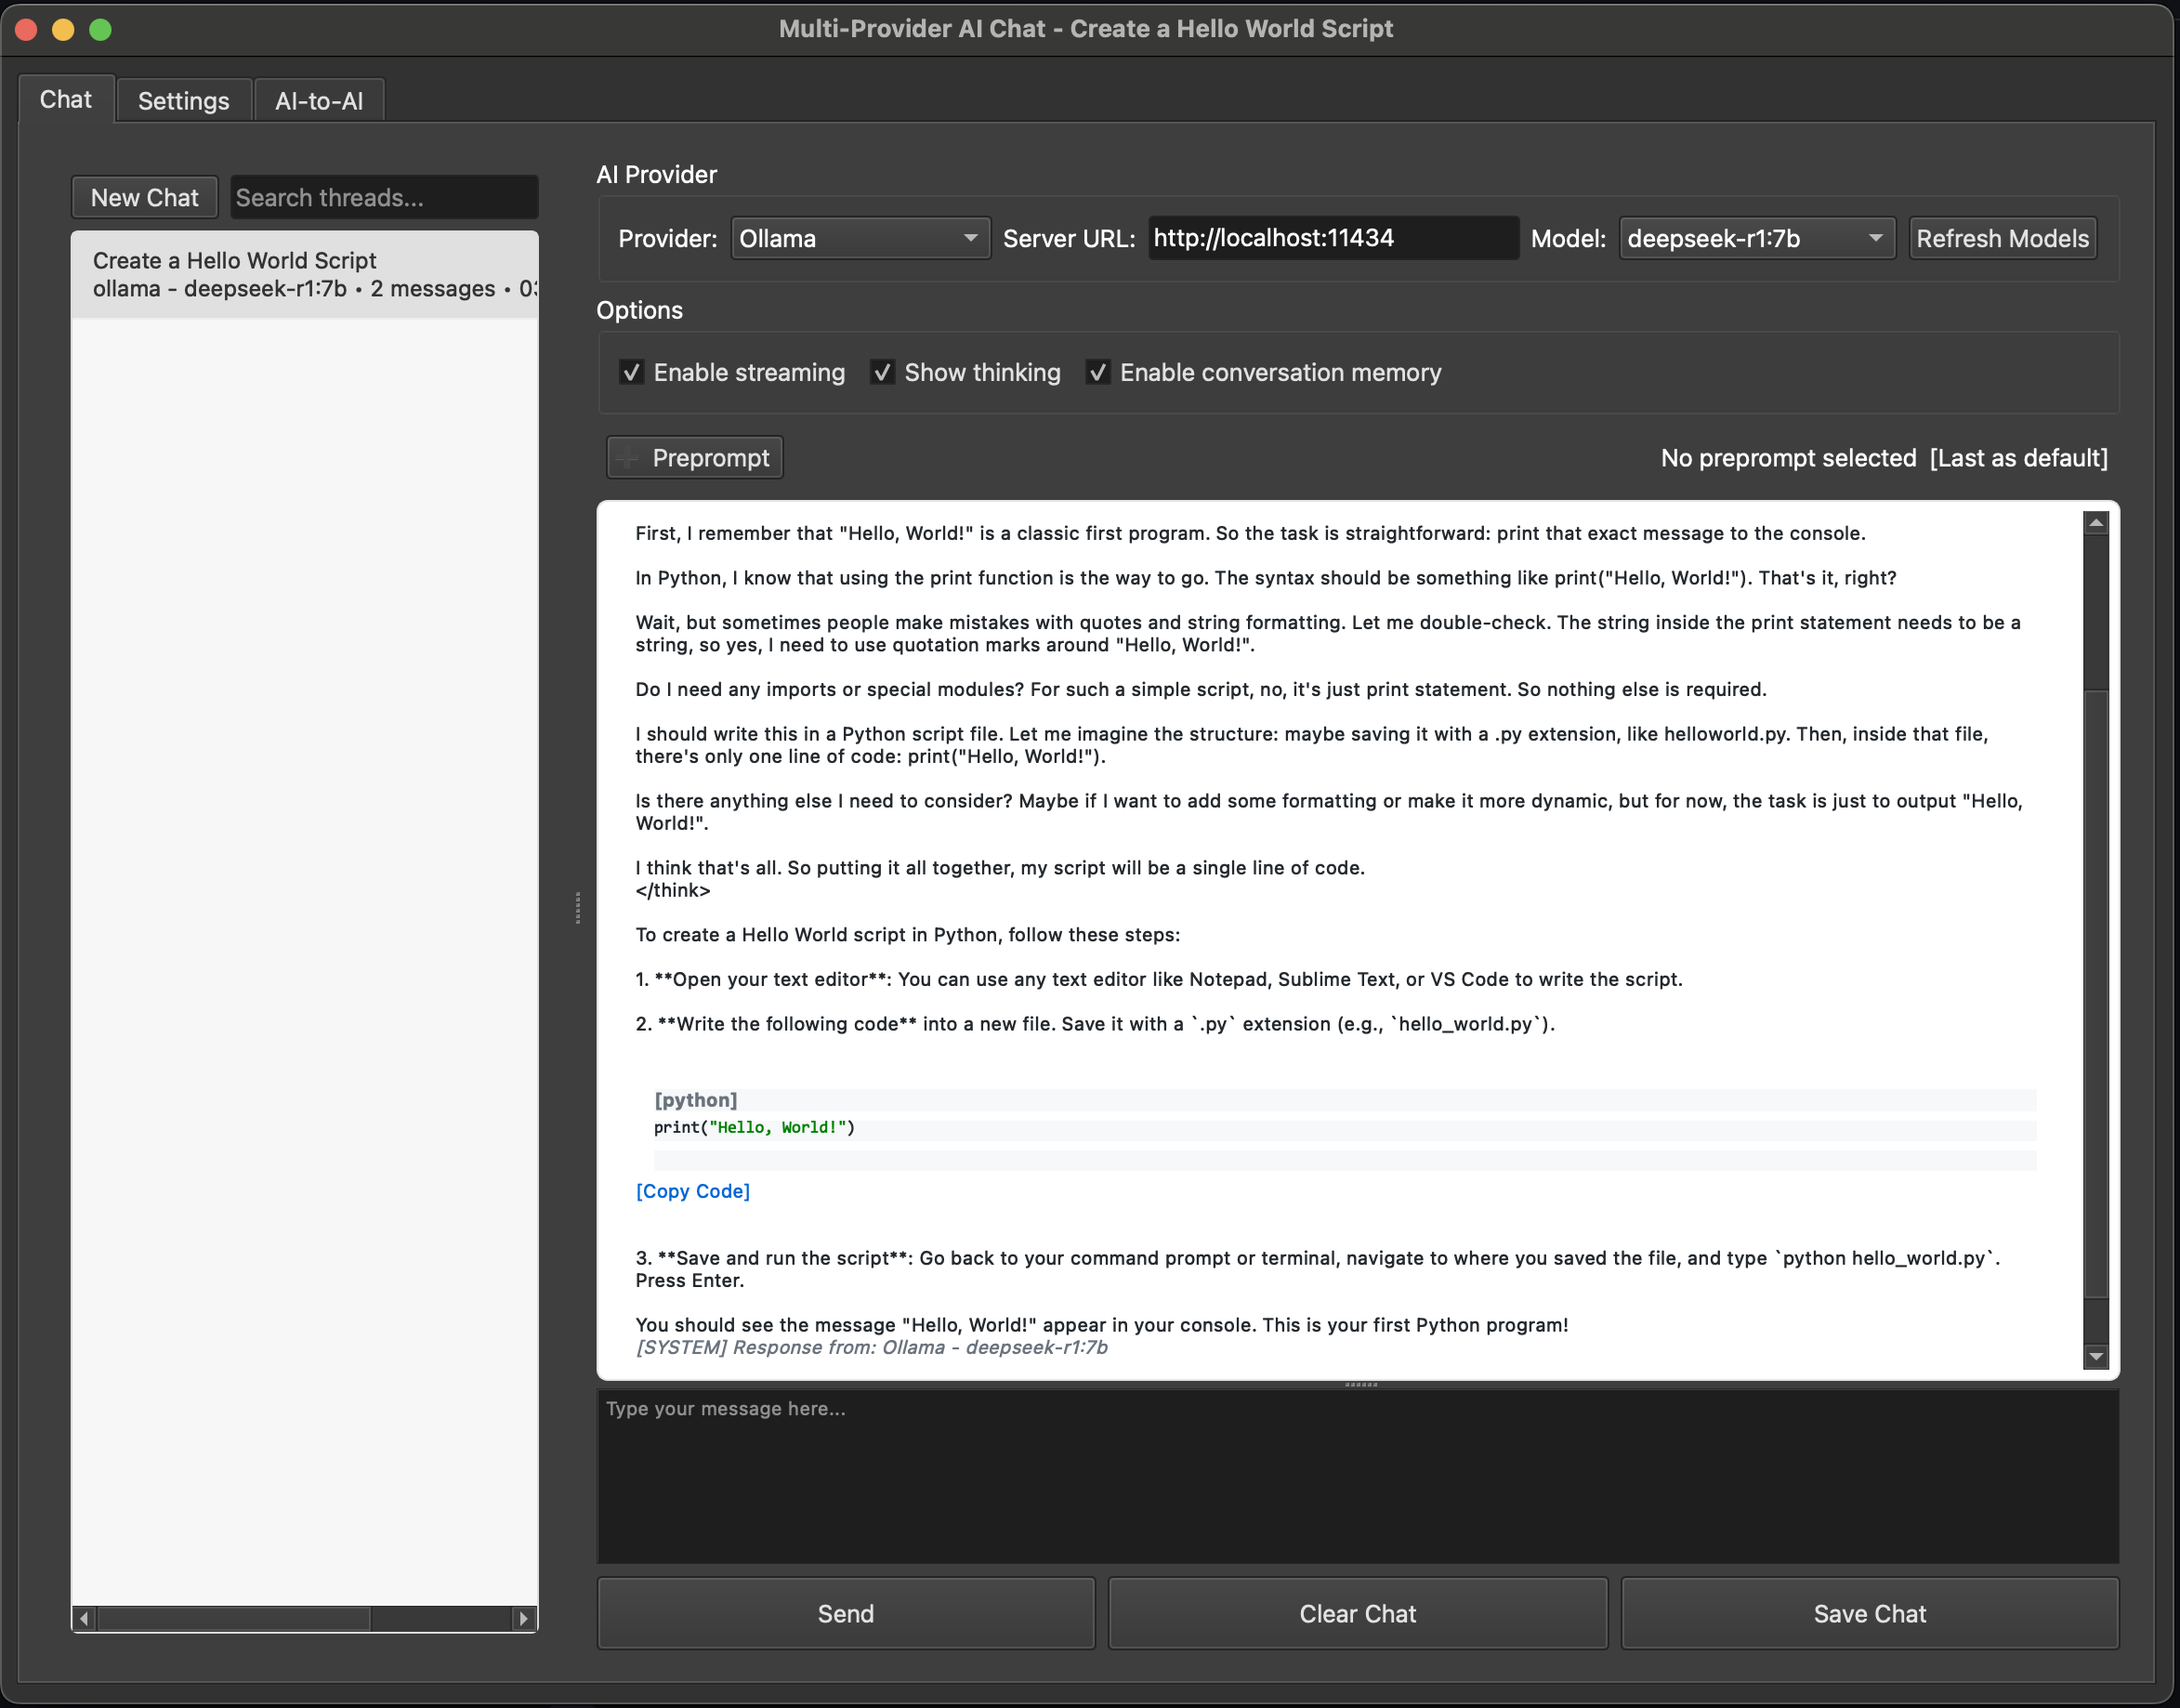 Multi-Provider AI Chat - Create a Hello World Script
Chat
Settings
AI-to-AI
New Chat
Search threads...
Create a Hello World Script
ollama - deepseek-r1:7b • 2 messages •
AI Provider
Provider:
Ollama
Server URL:
http://localhost:11434
Model:
deepseek-r1:7b
Refresh Models
Options
Enable streaming
Show thinking
Enable conversation memory
Preprompt
No preprompt selected [Last as default]
First, I remember that "Hello, World!" is a classic first program. So the task is straightforward: print that exact message to the console.
In Python, I know that using the print function is the way to go. The syntax should be something like print("Hello, World!"). That's it, right?
Wait, but sometimes people make mistakes with quotes and string formatting. Let me double-check. The string inside the print statement needs to be a
string, so yes, I need to use quotation marks around "Hello, World!".
Do I need any imports or special modules? For such a simple script, no, it's just print statement. So nothing else is required.
I should write this in a Python script file. Let me imagine the structure: maybe saving it with a .py extension, like helloworld.py. Then, inside that file,
there's only one line of code: print("Hello, World!").
Is there anything else I need to consider? Maybe if I want to add some formatting or make it more dynamic, but for now, the task is just to output "Hello,
World!".
I think that's all. So putting it all together, my script will be a single line of code.
</think>
To create a Hello World script in Python, follow these steps:
1. **Open your text editor**: You can use any text editor like Notepad, Sublime Text, or VS Code to write the script.
2. **Write the following code** into a new file. Save it with a `.py` extension (e.g., `hello_world.py`).
[python]
print("Hello, World!")
[Copy Code]
3. **Save and run the script**: Go back to your command prompt or terminal, navigate to where you saved the file, and type `python hello_world.py`.
Press Enter.
You should see the message "Hello, World!" appear in your console. This is your first Python program!
[SYSTEM] Response from: Ollama - deepseek-r1:7b
Type your message here...
Send
Clear Chat
Save Chat